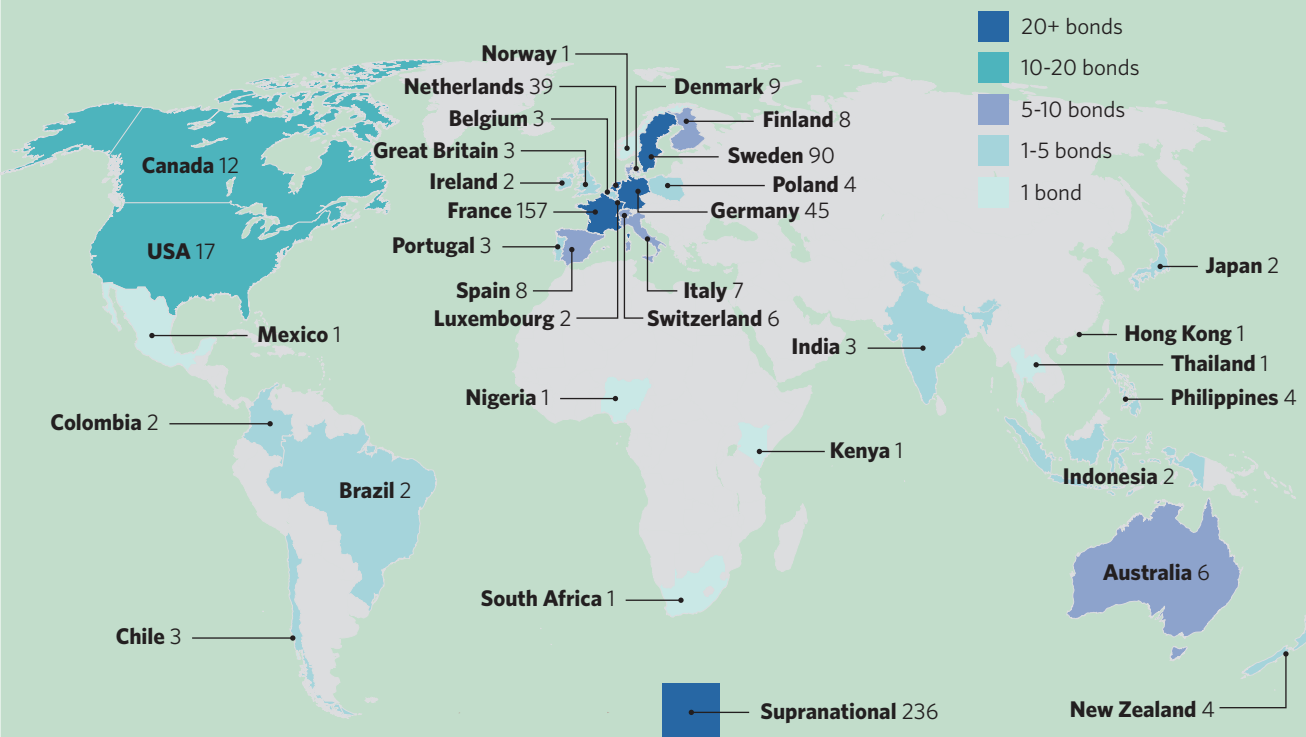 20+ bonds
10-20 bonds
5-10 bonds
1-5 bonds
1 bond
Norway 1
Netherlands 39
Belgium 3
Great Britain 3
Ireland 2
France 157
Portugal 3
Spain 8
Luxembourg 2
Denmark 9
Finland 8
Sweden 90
Poland 4
Germany 45
Italy 7
Switzerland 6
Canada 12
USA 17
Mexico 1
Colombia 2
Brazil 2
Chile 3
Nigeria 1
Kenya 1
South Africa 1
India 3
Japan 2
Hong Kong 1
Thailand 1
Philippines 4
Indonesia 2
Australia 6
New Zealand 4
Supranational 236